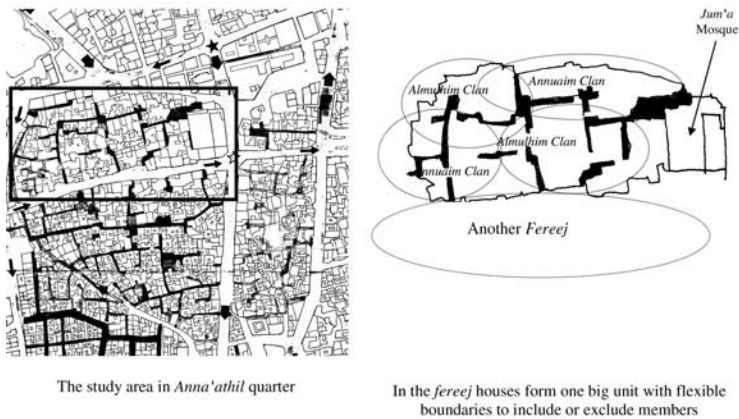 Jum'a
Mosque
Almulhim Clan
Annuaim Clan
Almulhim Clan
Annuaim Clan
Another Fereej
The study area in Anna'athil quarter
In the fereej houses form one big unit with flexible
boundaries to include or exclude members